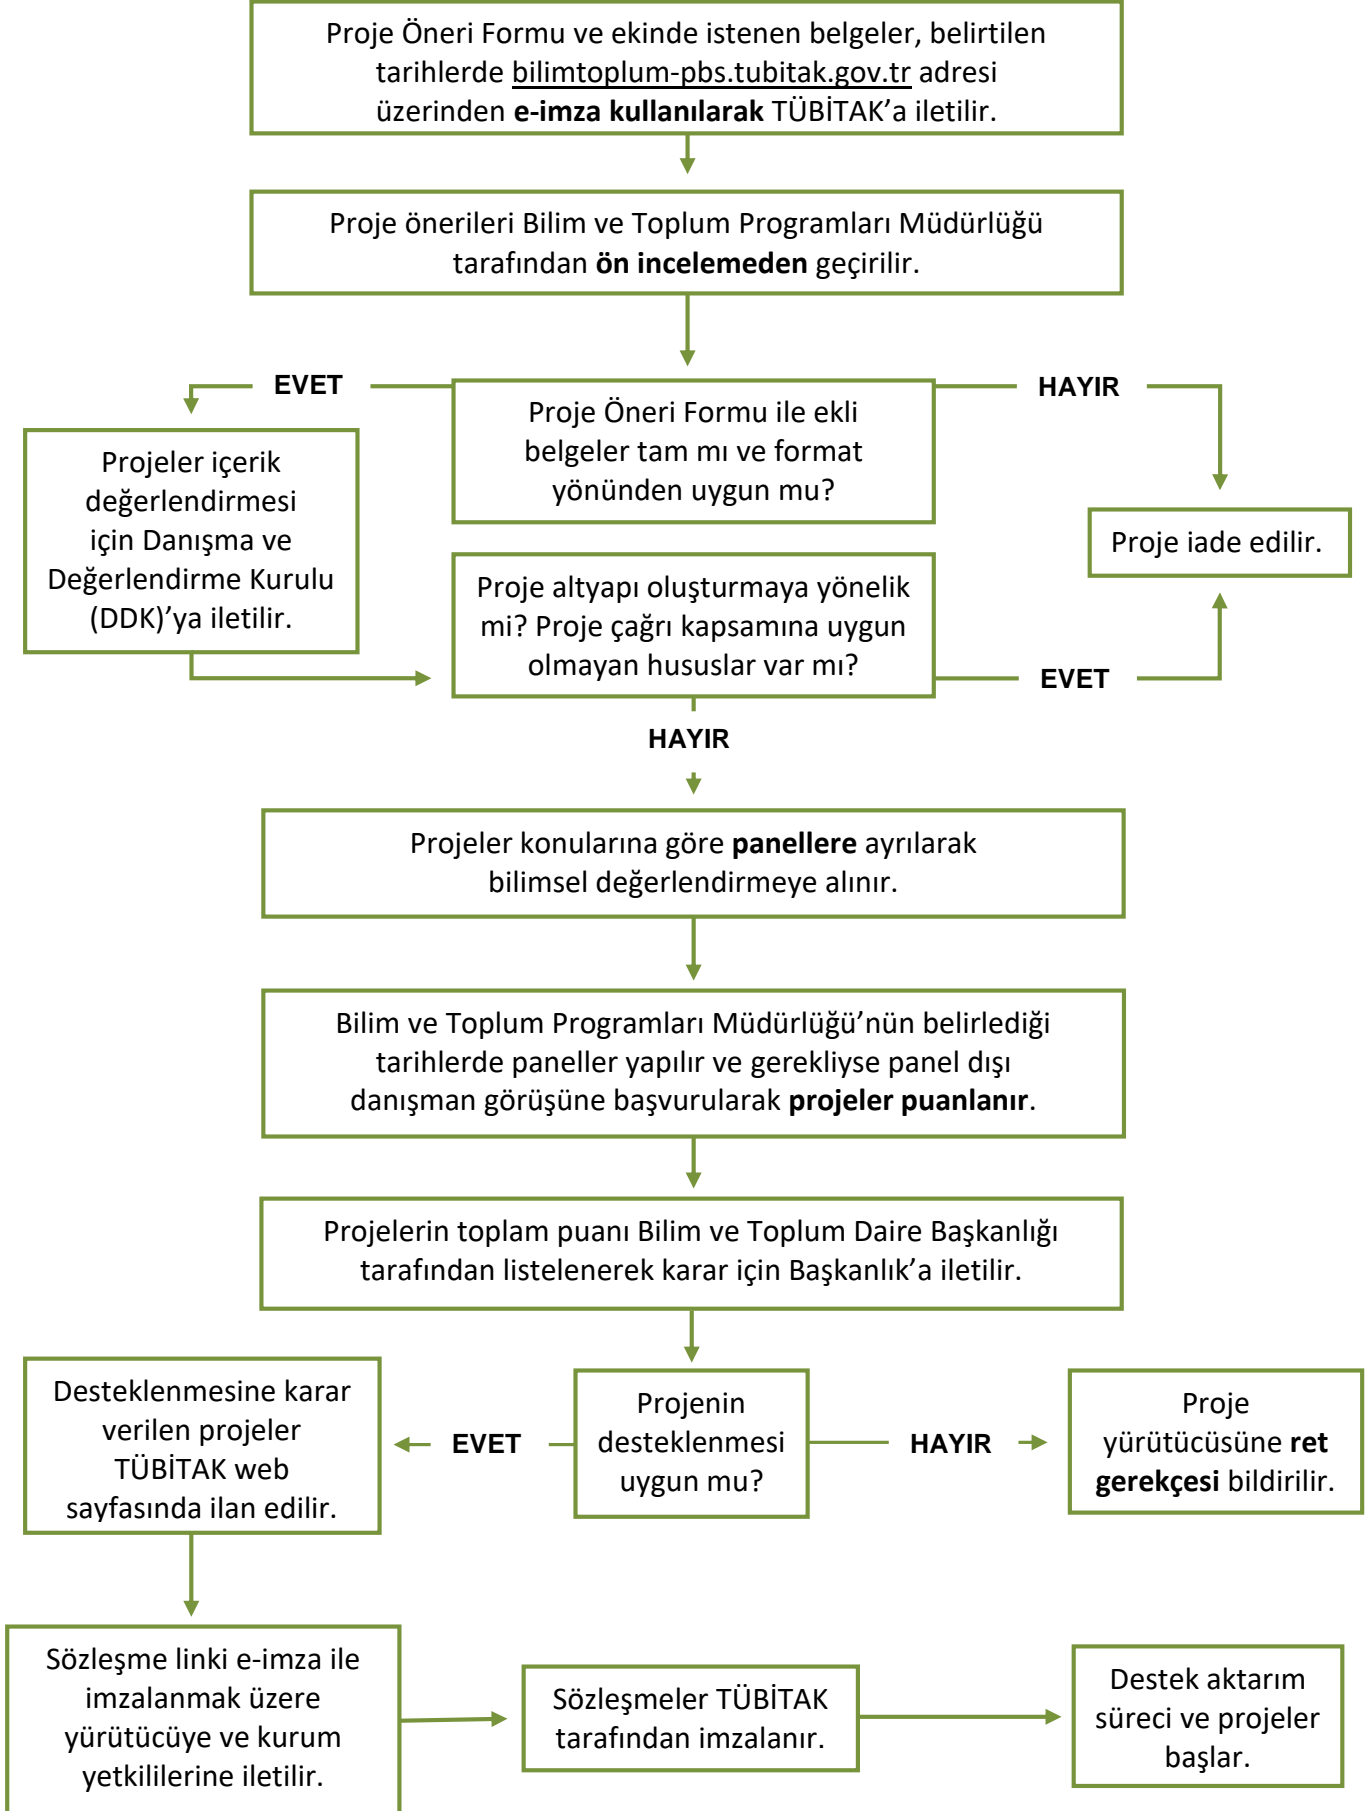 Proje Öneri Formu ve ekinde istenen belgeler, belirtilen
tarihlerde bilimtoplum-pbs.tubitak.gov.tr adresi
üzerinden e-imza kullanılarak TÜBİTAK’a iletilir.
Proje önerileri Bilim ve Toplum Programları Müdürlüğü
tarafından ön incelemeden geçirilir.
EVET
HAYIR
Proje Öneri Formu ile ekli
belgeler tam mı ve format
yönünden uygun mu?
Projeler içerik
değerlendirmesi
için Danışma ve
Değerlendirme Kurulu
(DDK)’ya iletilir.
Proje iade edilir.
Proje altyapı oluşturmaya yönelik
mi? Proje çağrı kapsamına uygun
olmayan hususlar var mı?
EVET
HAYIR
Projeler konularına göre panellere ayrılarak
bilimsel değerlendirmeye alınır.
Bilim ve Toplum Programları Müdürlüğü’nün belirlediği
tarihlerde paneller yapılır ve gerekliyse panel dışı
danışman görüşüne başvurularak projeler puanlanır.
Projelerin toplam puanı Bilim ve Toplum Daire Başkanlığı
tarafından listelenerek karar için Başkanlık’a iletilir.
Desteklenmesine karar
verilen projeler
TÜBİTAK web
sayfasında ilan edilir.
EVET
Projenin
desteklenmesi
uygun mu?
HAYIR
Proje
yürütücüsüne ret
gerekçesi bildirilir.
Sözleşme linki e-imza ile
imzalanmak üzere
yürütücüye ve kurum
yetkililerine iletilir.
Sözleşmeler TÜBİTAK
tarafından imzalanır.
Destek aktarım
süreci ve projeler
başlar.